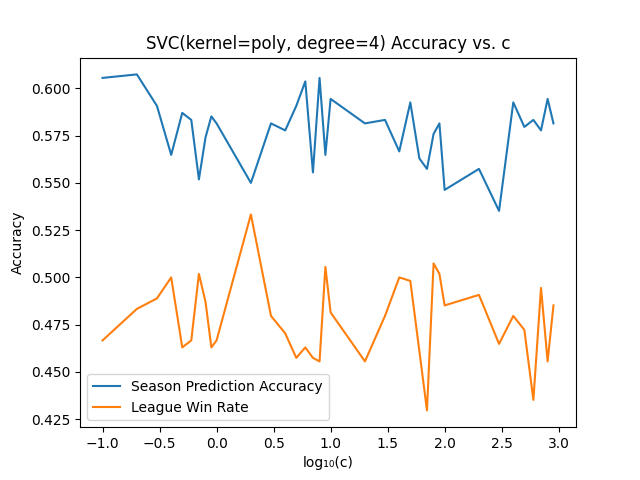 SVC(kernel=poly, degree=4) Accuracy vs. c
0.600
0.575
0.550
0.525
0.500
0.475
0.450
0.425
Accuracy
Season Prediction Accuracy
League Win Rate
−1.0 −0.5 0.0 0.5 1.0 1.5 2.0 2.5 3.0
log₁₀(c)